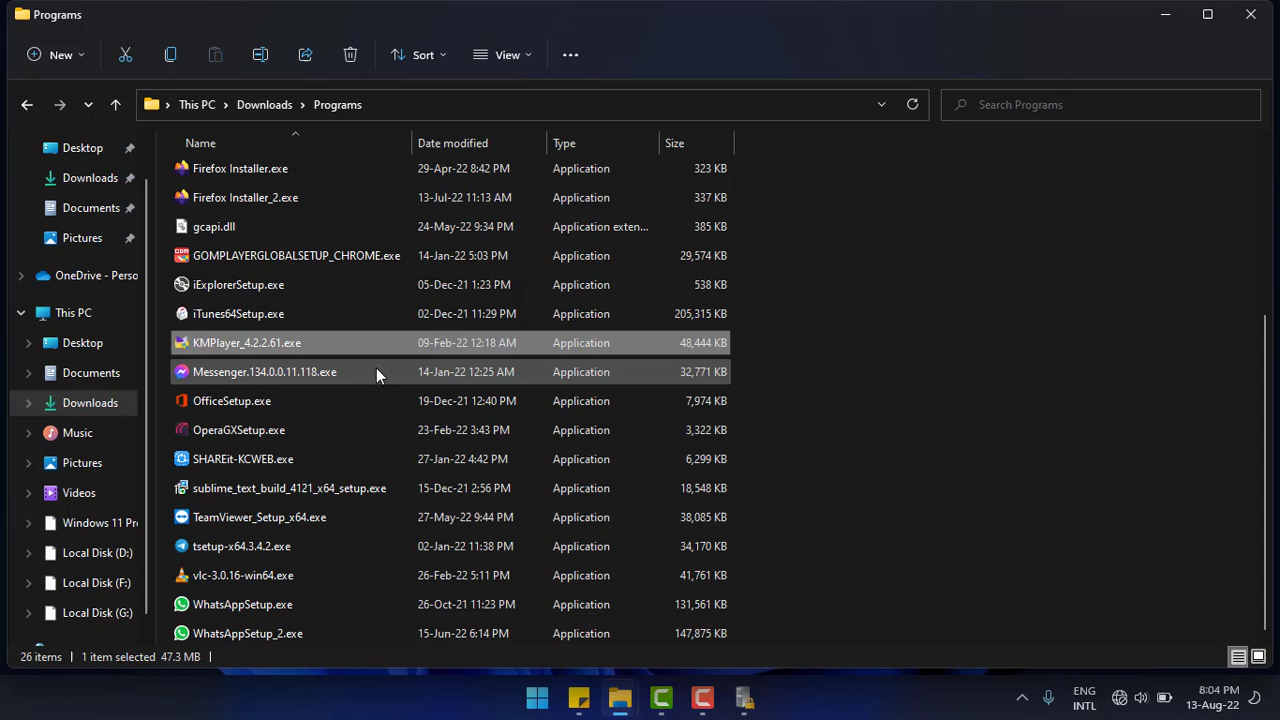 Programs
New
Sort
View
This PC > Downloads > Programs
Search Programs
Name Date modified Type Size
Desktop
Downloads
Documents
Pictures
OneDrive - Perso
This PC
Desktop
Documents
Downloads
Music
Pictures
Videos
Windows 11 Pr
Local Disk (D:)
Local Disk (F:)
Local Disk (G:)
Firefox Installer.exe 29-Apr-22 8:42 PM Application 323 KB
Firefox Installer_2.exe 13-Jul-22 11:13 AM Application 337 KB
gcapi.dll 24-May-22 9:34 PM Application exten... 385 KB
GOMPLAYERGLOBALSETUP_CHROME.exe 14-Jan-22 5:03 PM Application 29,574 KB
iExplorerSetup.exe 05-Dec-21 1:23 PM Application 538 KB
iTunes64Setup.exe 02-Dec-21 11:29 PM Application 205,315 KB
KMPlayer_4.2.2.61.exe 09-Feb-22 12:18 AM Application 48,444 KB
Messenger.134.0.0.11.118.exe 14-Jan-22 12:25 AM Application 32,771 KB
OfficeSetup.exe 19-Dec-21 12:40 PM Application 7,974 KB
OperaGXSetup.exe 23-Feb-22 3:43 PM Application 3,322 KB
SHAREit-KCWEB.exe 27-Jan-22 4:42 PM Application 6,299 KB
sublime_text_build_4121_x64_setup.exe 15-Dec-21 2:56 PM Application 18,548 KB
TeamViewer_Setup_x64.exe 27-May-22 9:44 PM Application 38,085 KB
tsetup-x64.3.4.2.exe 02-Jan-22 11:38 PM Application 34,170 KB
vlc-3.0.16-win64.exe 26-Feb-22 5:11 PM Application 41,761 KB
WhatsAppSetup.exe 26-Oct-21 11:23 PM Application 131,561 KB
WhatsAppSetup_2.exe 15-Jun-22 6:14 PM Application 147,875 KB
26 items 1 item selected 47.3 MB
ENG
INTL
8:04 PM
13-Aug-22